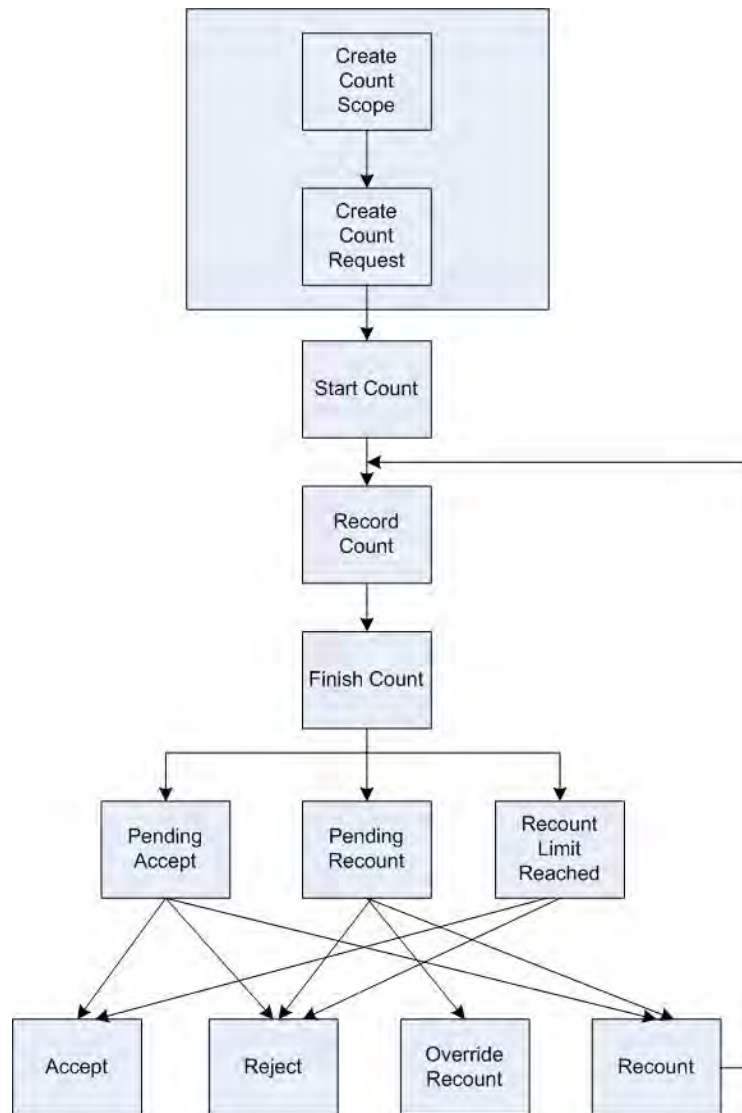 Create
Count
Scope
Create
Count
Request
Start Count
Record
Count
Finish Count
Pending
Accept
Pending
Recount
Recount
Limit
Reached
Accept
Reject
Override
Recount
Recount